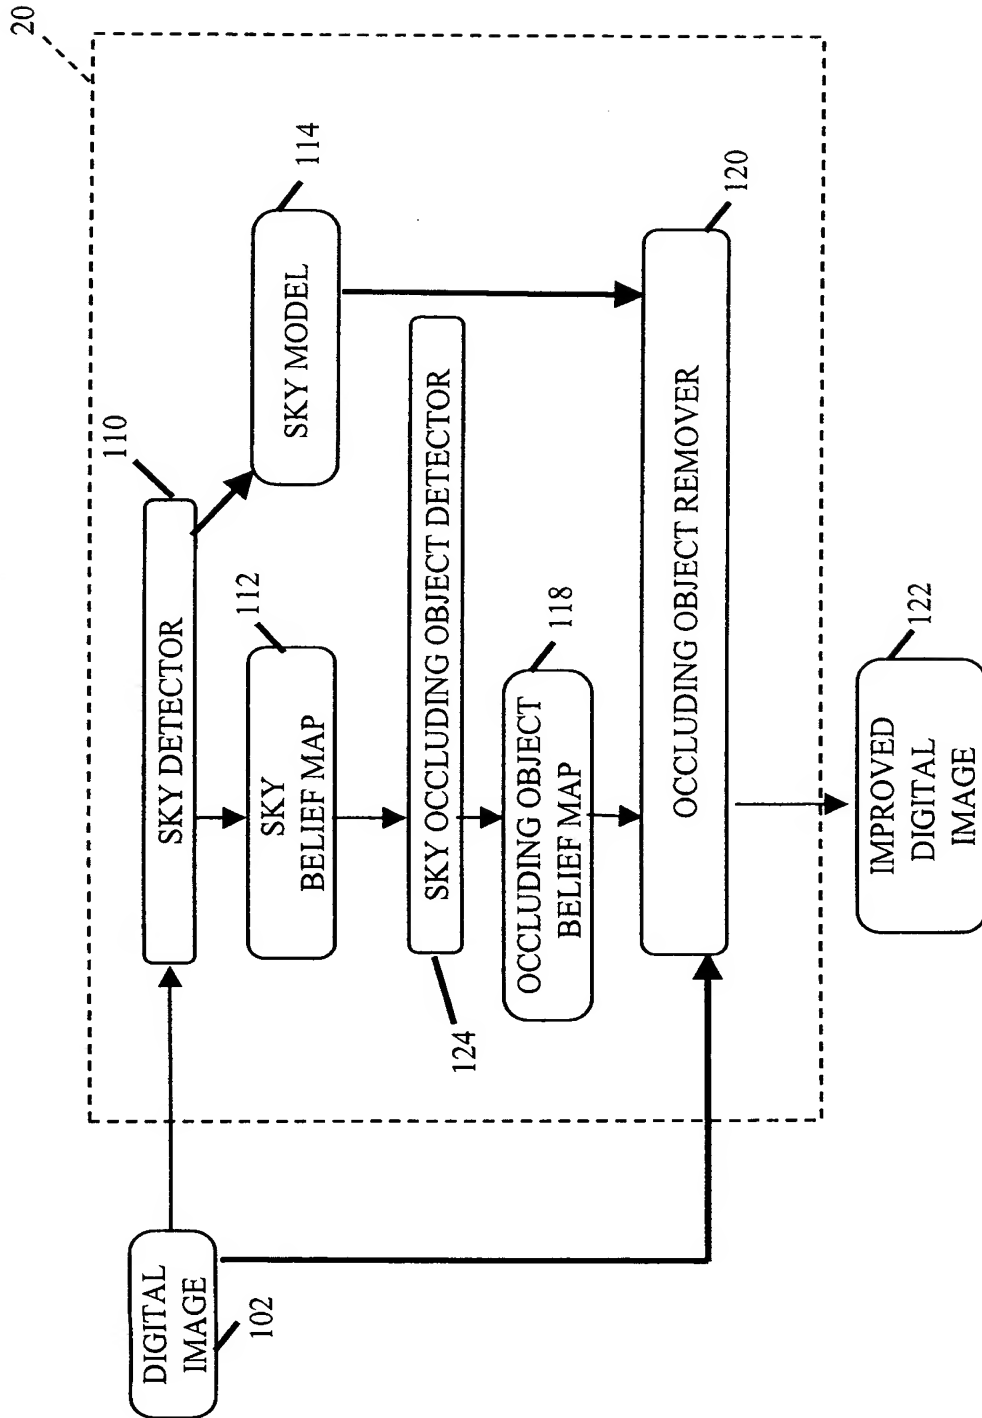 20
DIGITAL
IMAGE
102
SKY DETECTOR
110
SKY
BELIEF MAP
112
SKY MODEL
114
SKY OCCLUDING OBJECT DETECTOR
124
OCCLUDING OBJECT
BELIEF MAP
118
OCCLUDING OBJECT REMOVER
120
IMPROVED
DIGITAL
IMAGE
122